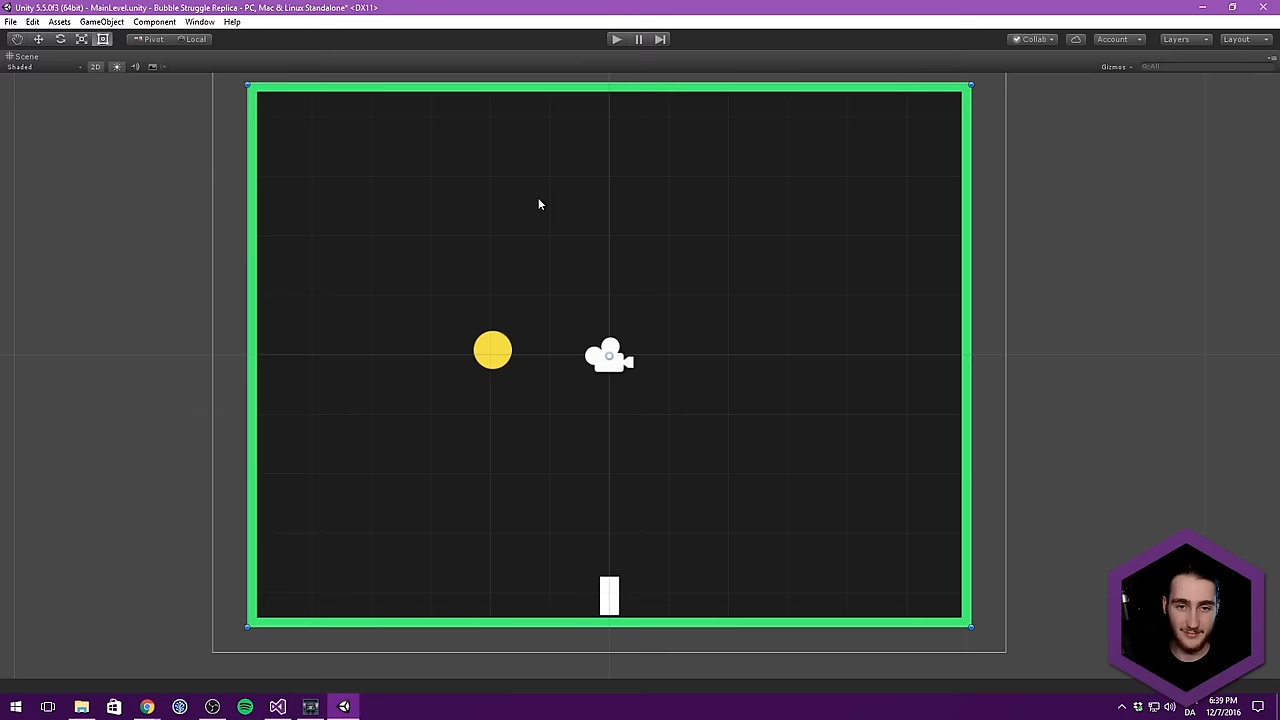 Unity 5.5.0f3 (64bit) - MainLevel.unity - Bubble Struggle Replica - PC, Mac & Linux Standalone* <DX11>
File Edit Assets GameObject Component Window Help
Pivot Local Collab Account Layers Layout
Scene
Shaded 2D Gizmos All
6:39 PM
DA 12/7/2016